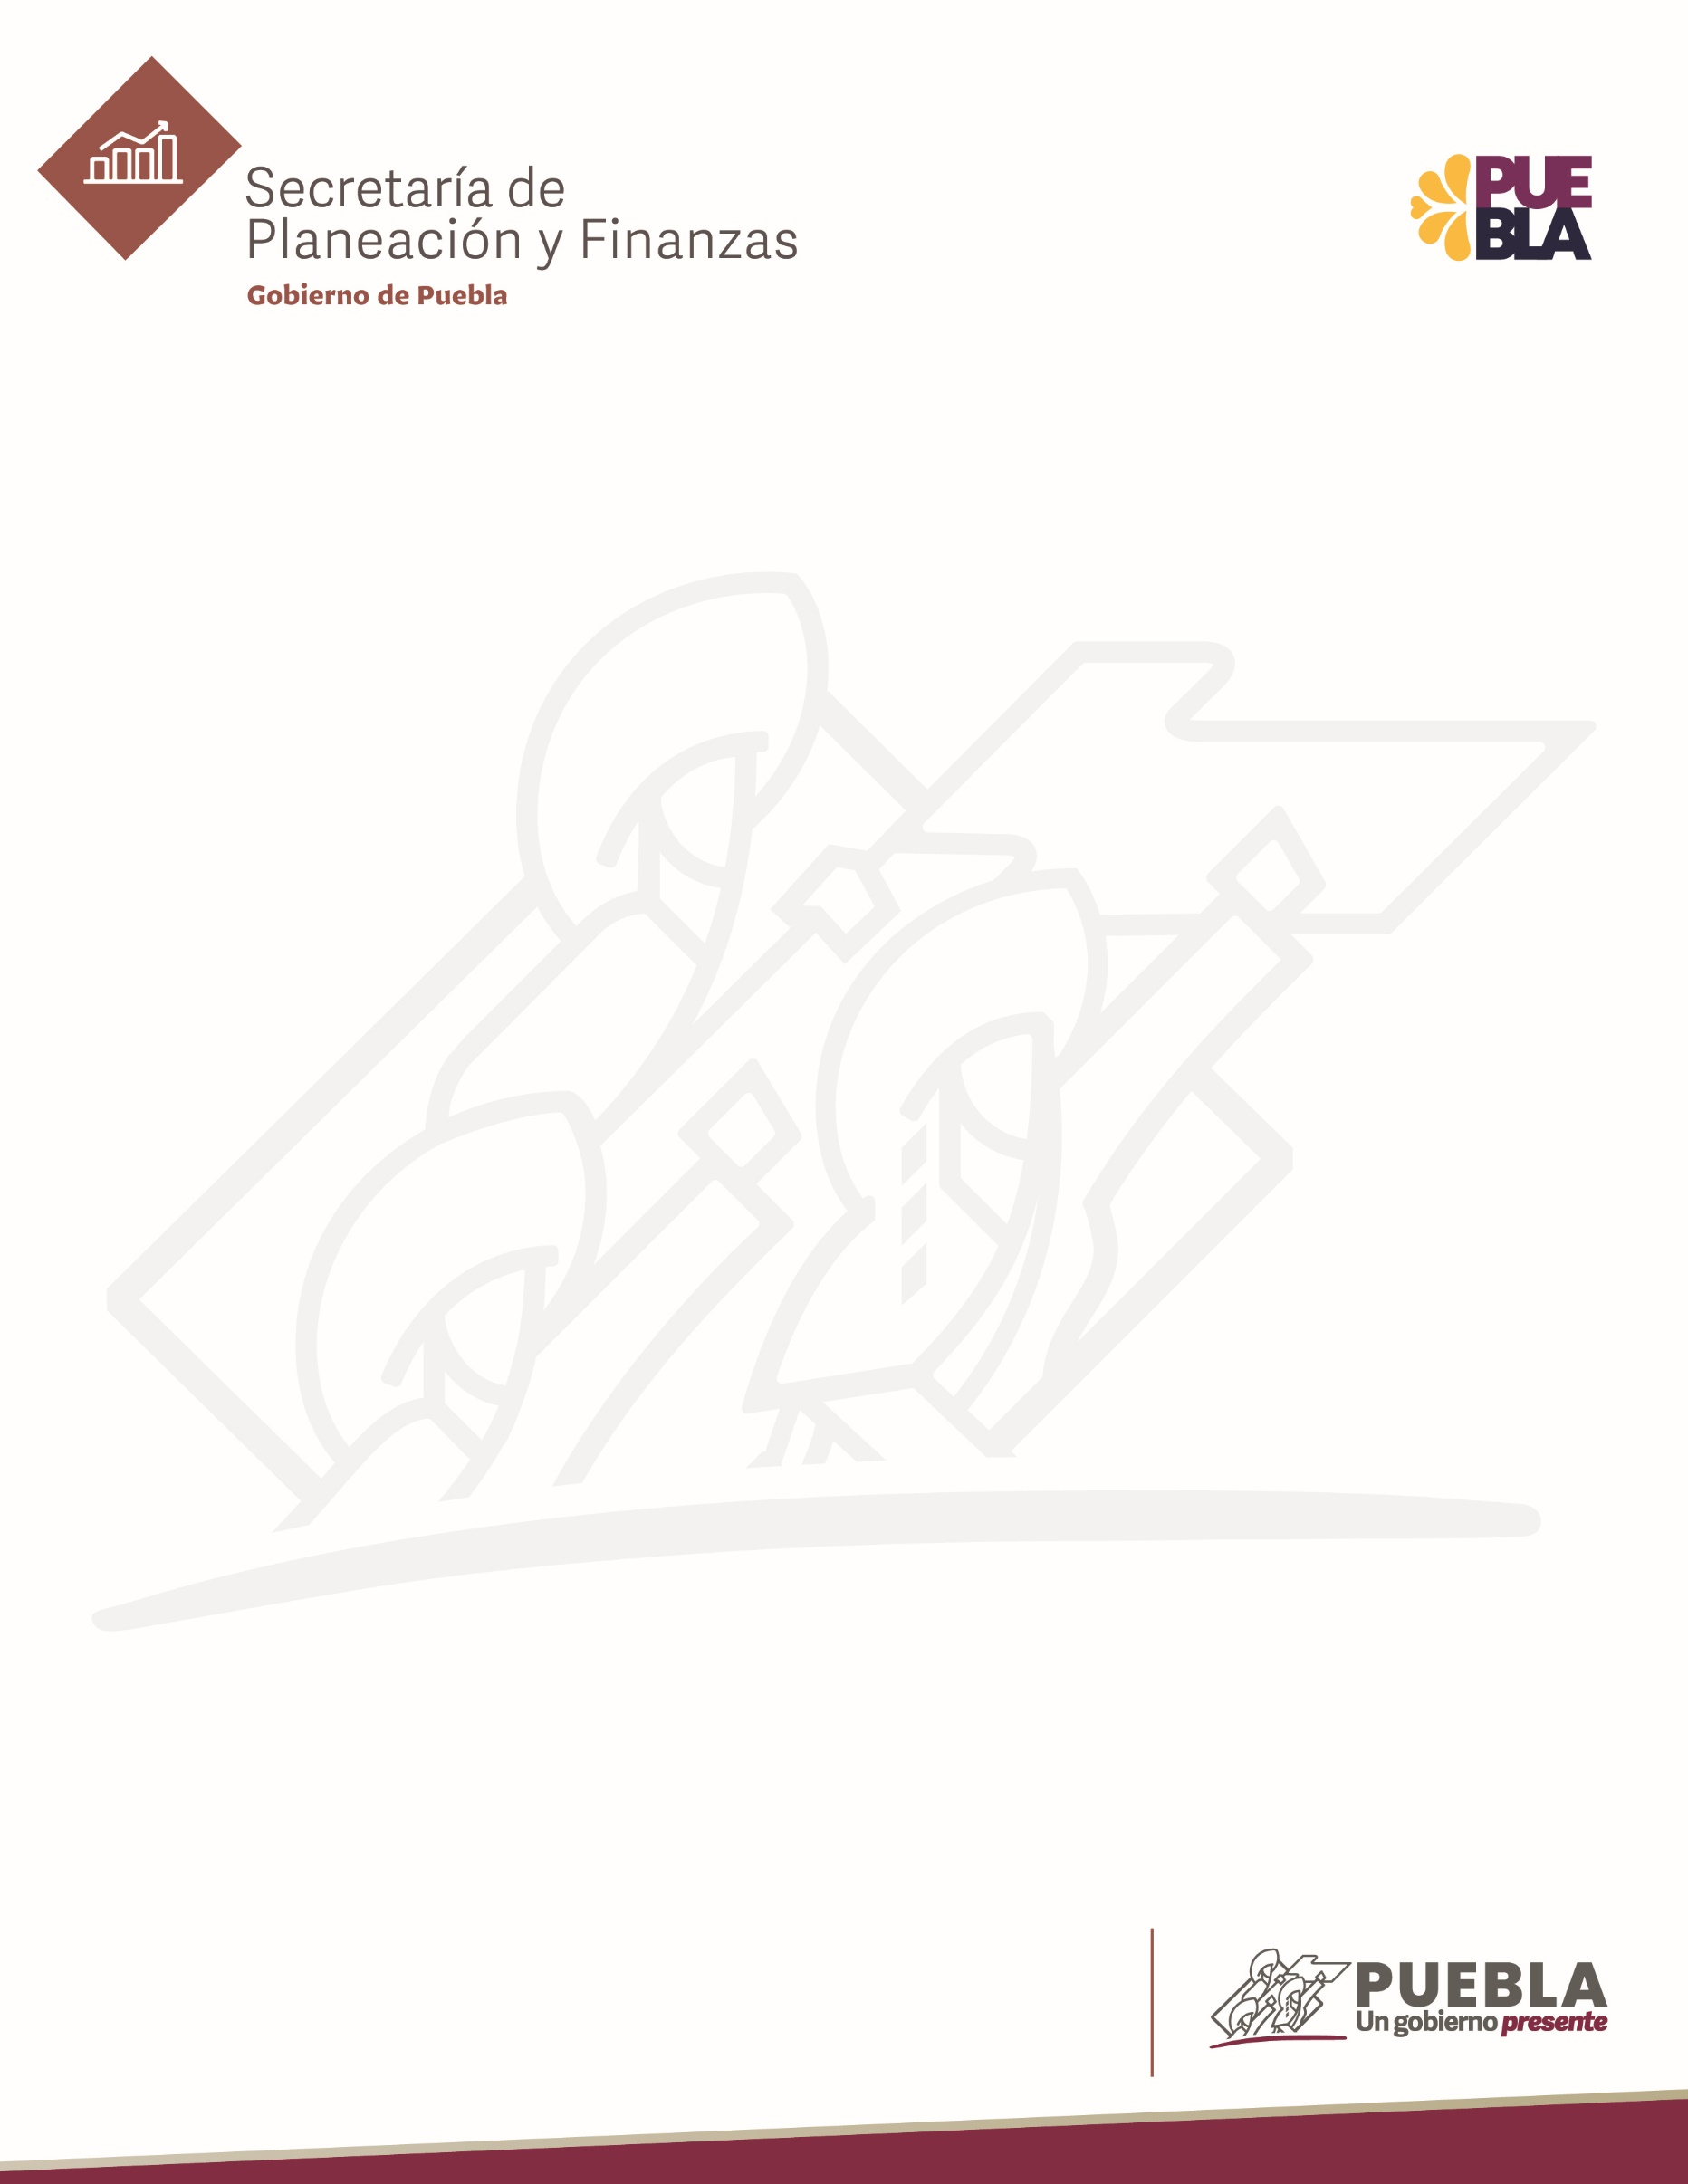 Secretaría de
Planeación y Finanzas
Gobierno de Puebla
PUE
BLA
PUEBLA
Un gobierno presente